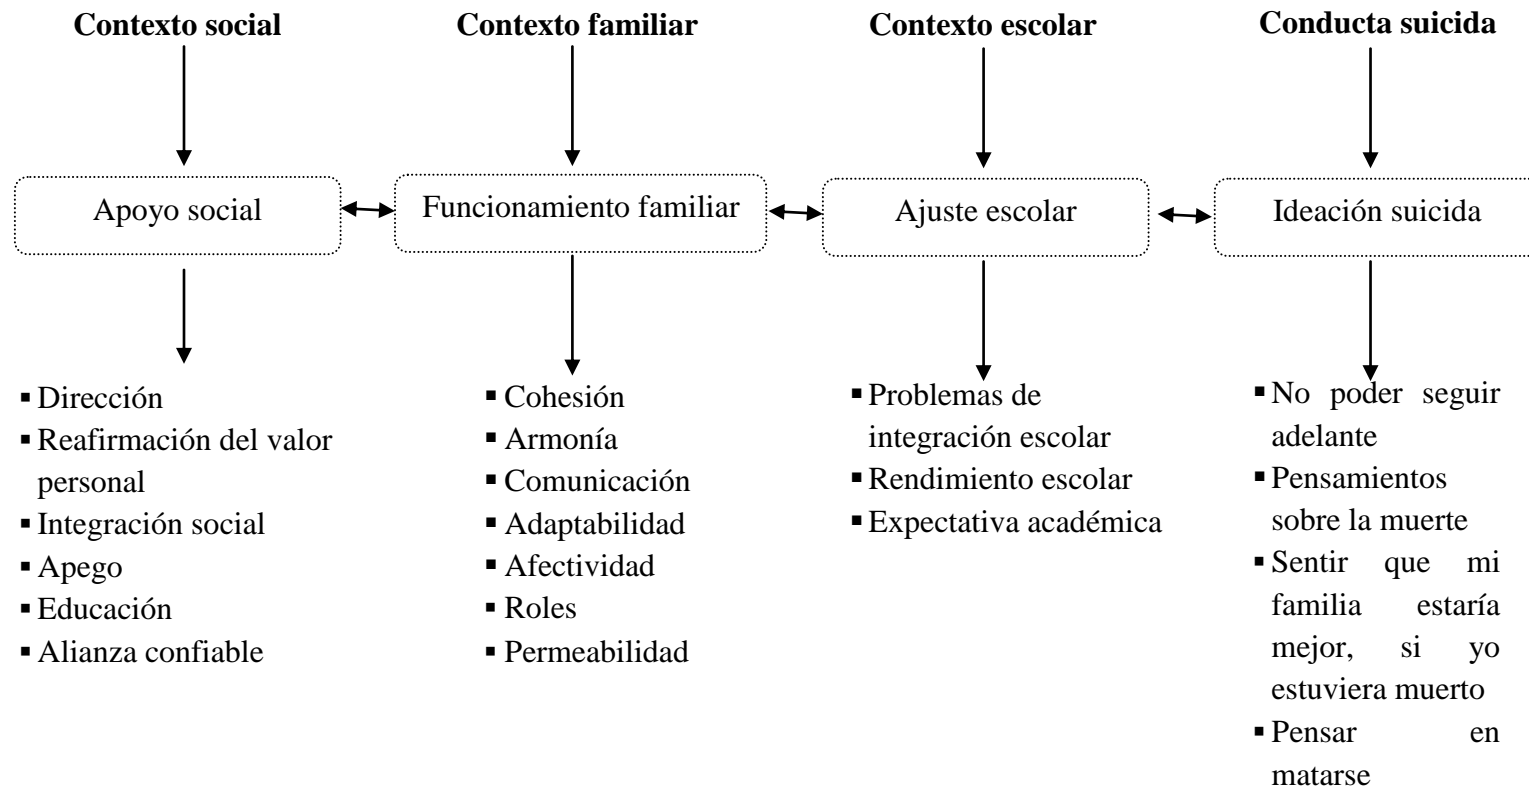 Contexto social
Contexto familiar
Contexto escolar
Conducta suicida
Apoyo social
Funcionamiento familiar
Ajuste escolar
Ideación suicida
▪ Dirección
▪ Reafirmación del valor
personal
▪ Integración social
▪ Apego
▪ Educación
▪ Alianza confiable
▪ Cohesión
▪ Armonía
▪ Comunicación
▪ Adaptabilidad
▪ Afectividad
▪ Roles
▪ Permeabilidad
▪ Problemas de
integración escolar
▪ Rendimiento escolar
▪ Expectativa académica
▪ No poder seguir
adelante
▪ Pensamientos
sobre la muerte
▪ Sentir que mi
familia estaría
mejor, si yo
estuviera muerto
▪ Pensar en
matarse